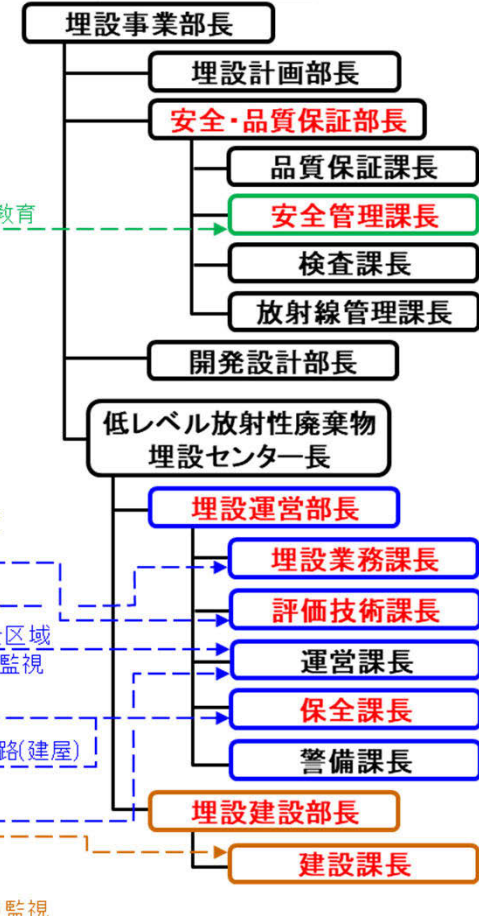 埋設事業部長
埋設計画部長
安全・品質保証部長
品質保証課長
教育
安全管理課長
検査課長
放射線管理課長
開発設計部長
低レベル放射性廃棄物
埋設センター長
埋設運営部長
埋設業務課長
評価技術課長
区域
運営課長
監視
保全課長
路(建屋)
警備課長
埋設建設部長
建設課長
監視